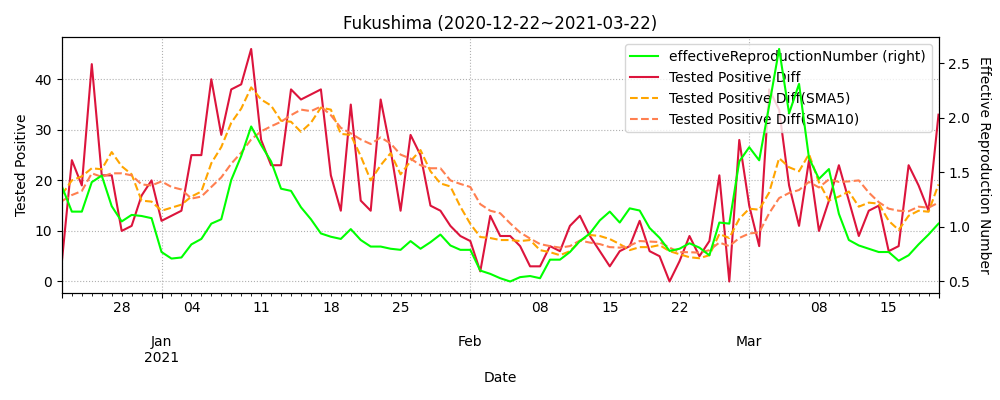 Fukushima (2020-12-22~2021-03-22)
effectiveReproductionNumber (right)
Tested Positive Diff
Tested Positive Diff(SMA5)
Tested Positive Diff(SMA10)
Tested Positive
40
30
20
10
0
Effective Reproduction Number
2.5
2.0
1.5
1.0
0.5
28 04 11 18 25 08 15 22 08 15
Jan Feb Mar
2021
Date